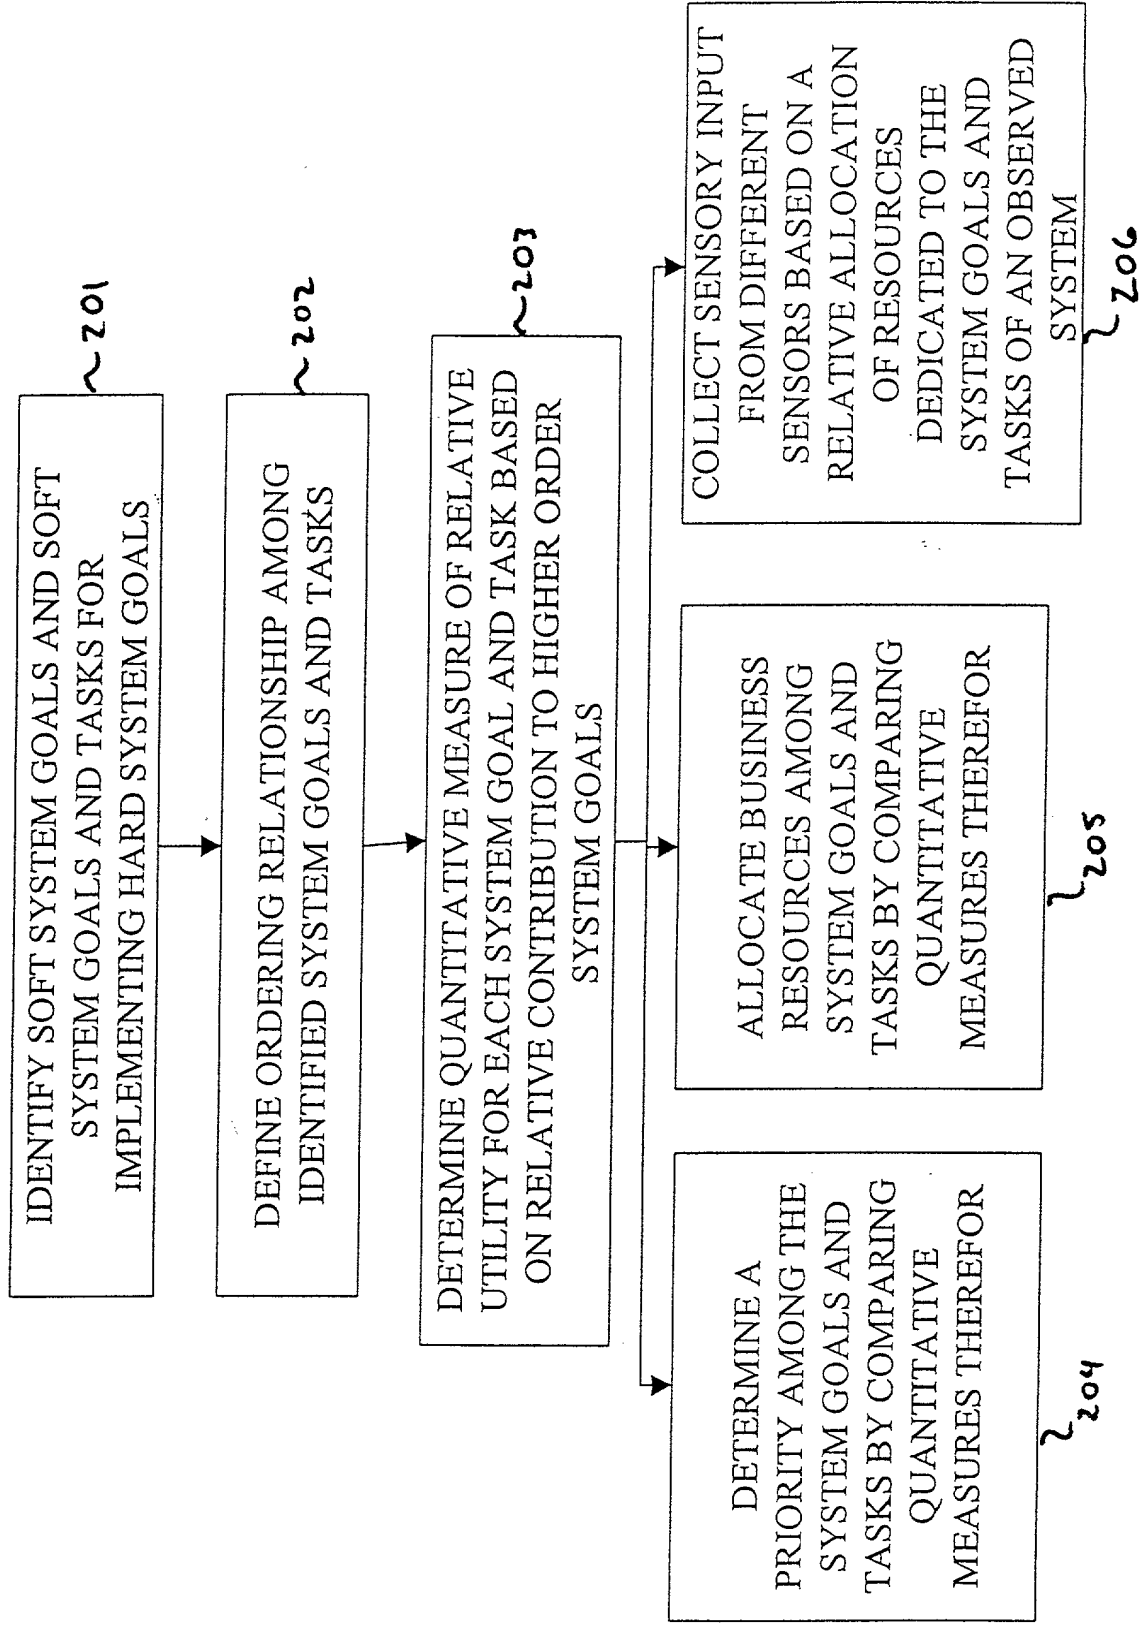 IDENTIFY SOFT SYSTEM GOALS AND SOFT
SYSTEM GOALS AND TASKS FOR
IMPLEMENTING HARD SYSTEM GOALS
201
DEFINE ORDERING RELATIONSHIP AMONG
IDENTIFIED SYSTEM GOALS AND TASKS
202
DETERMINE QUANTITATIVE MEASURE OF RELATIVE
UTILITY FOR EACH SYSTEM GOAL AND TASK BASED
ON RELATIVE CONTRIBUTION TO HIGHER ORDER
SYSTEM GOALS
203
DETERMINE A
PRIORITY AMONG THE
SYSTEM GOALS AND
TASKS BY COMPARING
QUANTITATIVE
MEASURES THEREFOR
204
ALLOCATE BUSINESS
RESOURCES AMONG
SYSTEM GOALS AND
TASKS BY COMPARING
QUANTITATIVE
MEASURES THEREFOR
205
COLLECT SENSORY INPUT
FROM DIFFERENT
SENSORS BASED ON A
RELATIVE ALLOCATION
OF RESOURCES
DEDICATED TO THE
SYSTEM GOALS AND
TASKS OF AN OBSERVED
SYSTEM
206